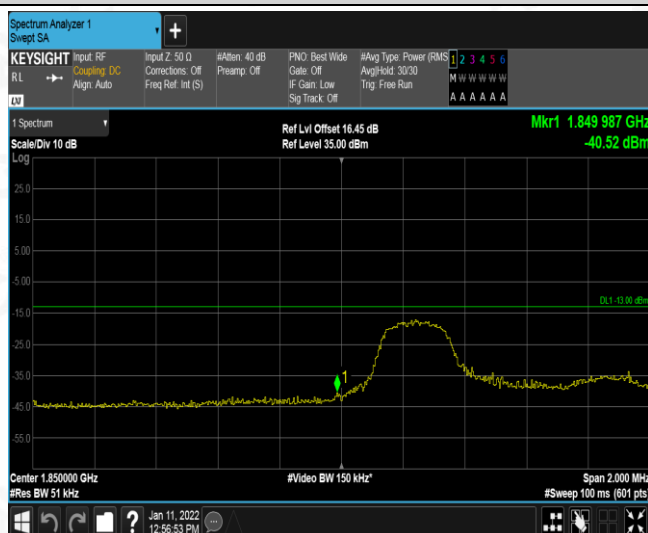 Spectrum Analyzer 1
Swept SA
+
KEYSIGHT
RL
Input: RF
Coupling: DC
Align: Auto
Input Z: 50 Ω
Corrections: Off
Freq Ref: Int (S)
#Atten: 40 dB
Preamp: Off
PNO: Best Wide
Gate: Off
IF Gain: Low
Sig Track: Off
#Avg Type: Power (RMS
Avg|Hold: 30/30
Trig: Free Run
1 2 3 4 5 6
M W W W W W
A A A A A A
1 Spectrum
Scale/Div 10 dB
Ref Lvl Offset 16.45 dB
Ref Level 35.00 dBm
Mkr1 1.849 987 GHz
-40.52 dBm
Log
25.0
15.0
5.00
-5.00
DL1 -13.00 dBm
-15.0
-25.0
-35.0
1
-45.0
-55.0
Center 1.850000 GHz
#Video BW 150 kHz*
Span 2.000 MHz
#Res BW 51 kHz
#Sweep 100 ms (601 pts)
?
Jan 11, 2022
12:56:53 PM